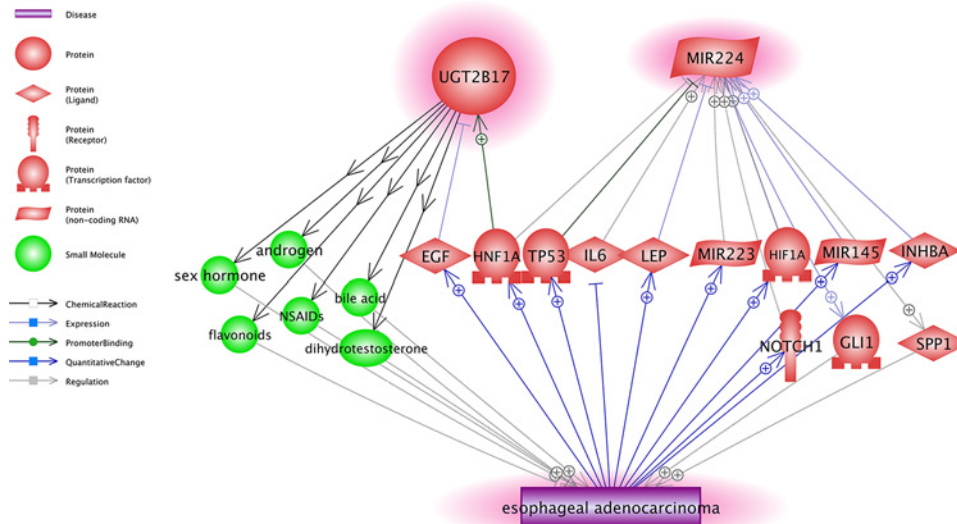 Disease
Protein
Protein
(Ligand)
Protein
(Receptor)
Protein
(Transcription factor)
Protein
(non-coding RNA)
Small Molecule
ChemicalReaction
Expression
PromoterBinding
QuantitativeChange
Regulation
UGT2B17
MIR224
androgen
sex hormone
bile acid
NSAIDs
flavonoids
dihydrotestosterone
EGF
HNF1A
TP53
IL6
LEP
MIR223
HIF1A
MIR145
INHBA
NOTCH1
GLI1
SPP1
esophageal adenocarcinoma